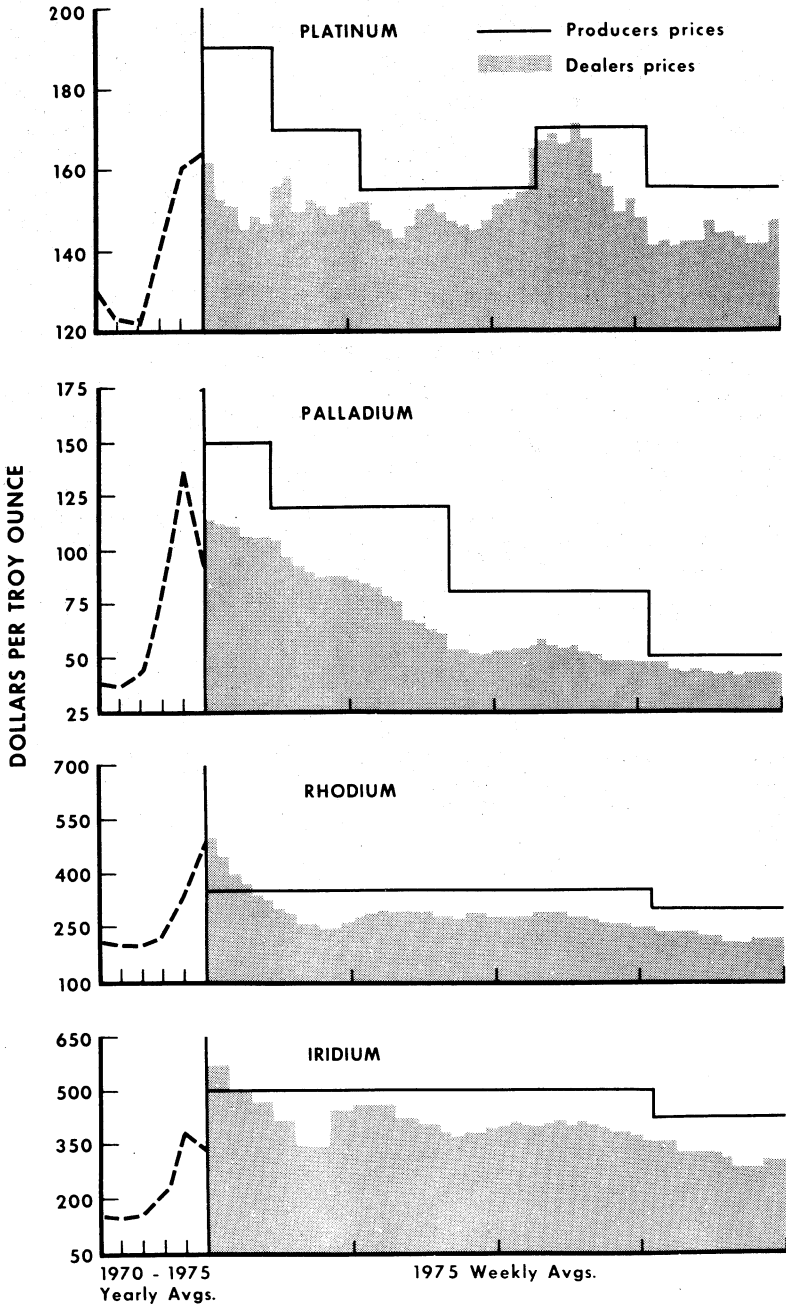 DOLLARS PER TROY OUNCE
PLATINUM
Producers prices
Dealers prices
200
180
160
140
120
PALLADIUM
175
150
125
100
75
50
25
RHODIUM
700
550
400
250
100
IRIDIUM
650
500
350
200
50
1970 - 1975
Yearly Avgs.
1975 Weekly Avgs.